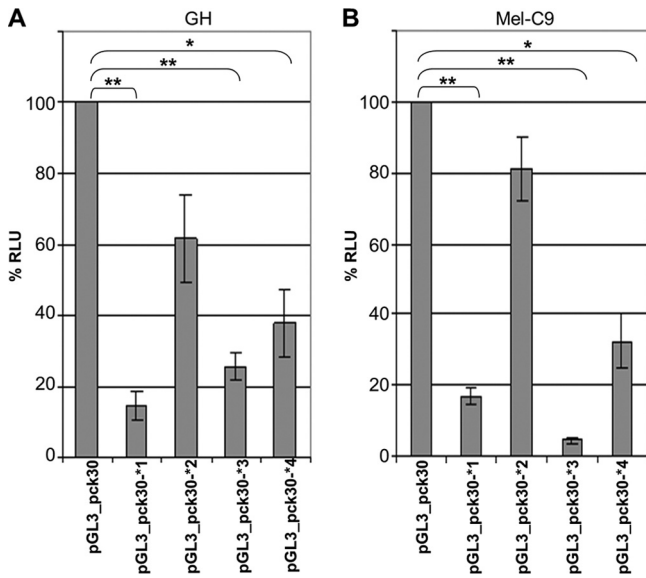 A
GH
*
**
**
100
80
60
40
20
0
% RLU
pGL3_pck30
pGL3_pck30-*1
pGL3_pck30-*2
pGL3_pck30-*3
pGL3_pck30-*4
B
Mel-C9
*
**
**
100
80
60
40
20
0
% RLU
pGL3_pck30
pGL3_pck30-*1
pGL3_pck30-*2
pGL3_pck30-*3
pGL3_pck30-*4